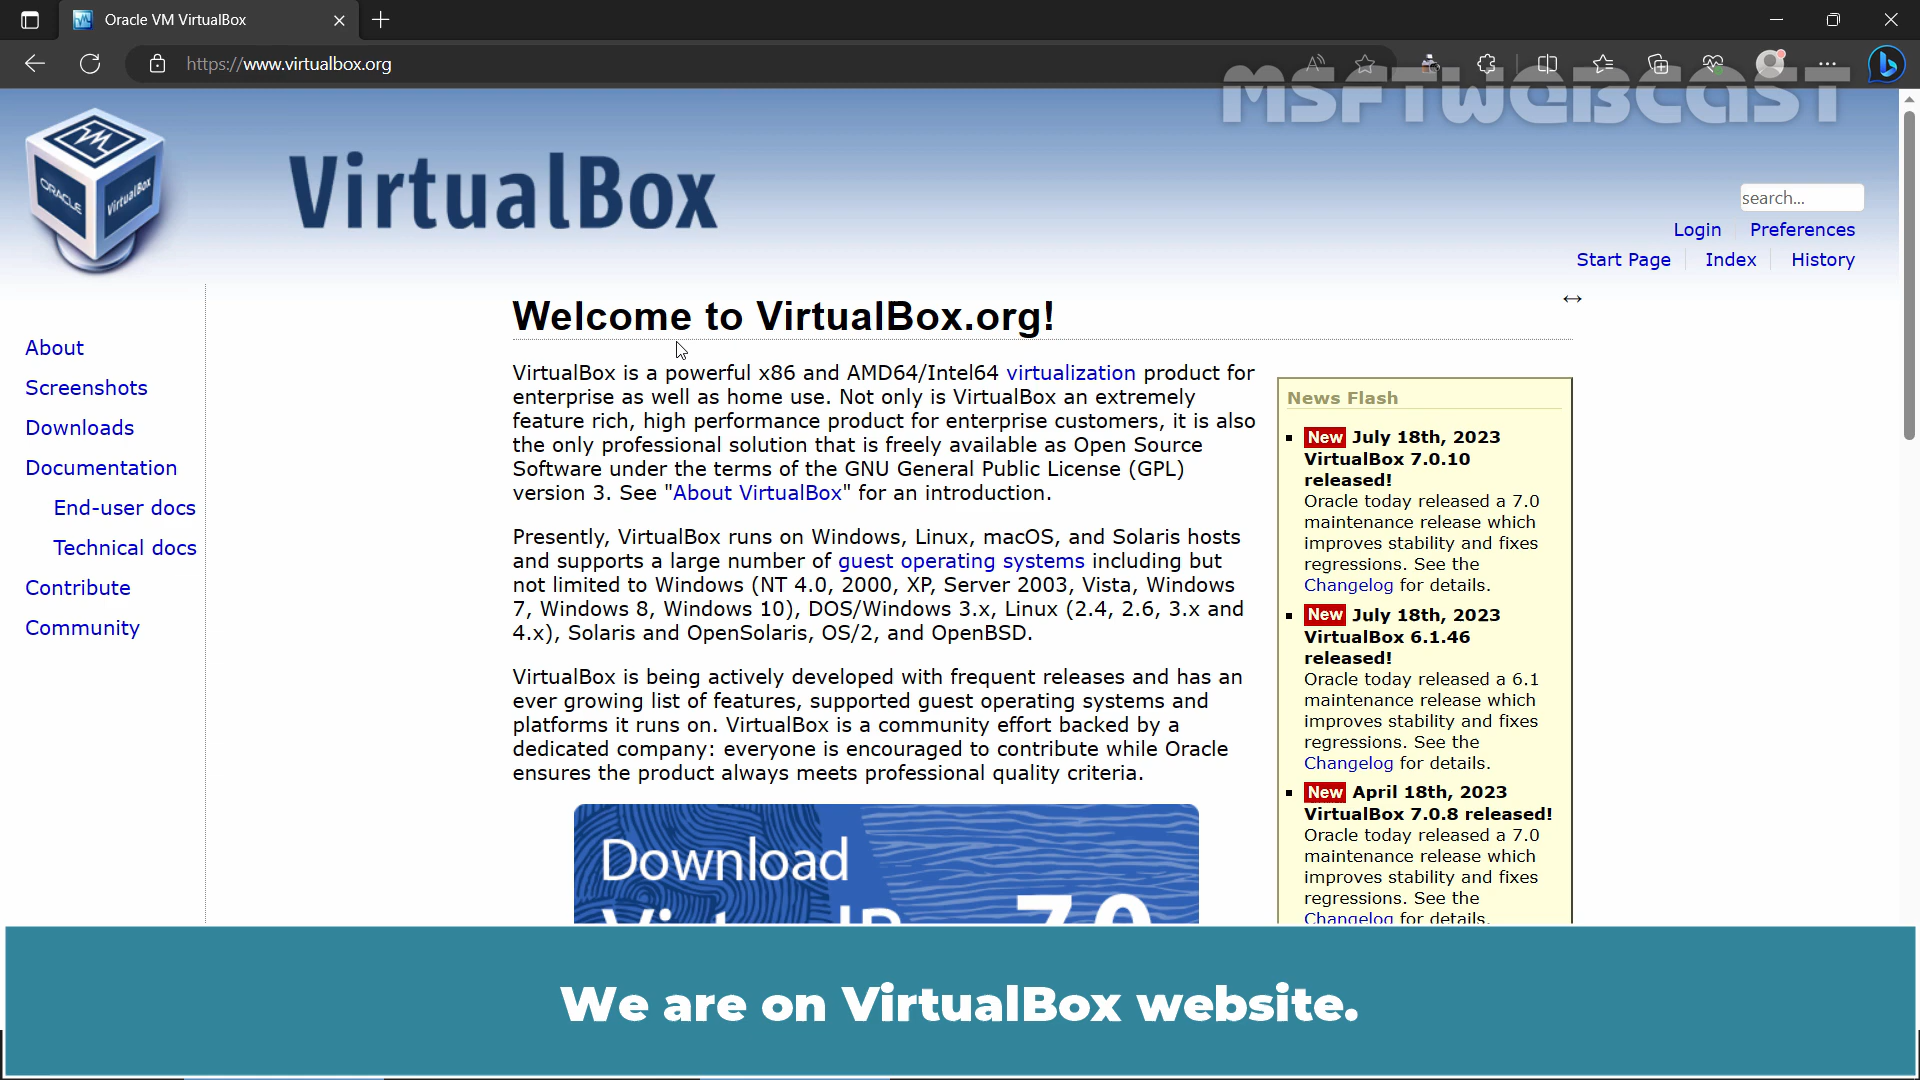 Oracle VM VirtualBox
https://www.virtualbox.org
MSFTWEBCAST
ORACLE
VirtualBox
VirtualBox
search...
Login Preferences
Start Page Index History
About
Screenshots
Downloads
Documentation
End-user docs
Technical docs
Contribute
Community
Welcome to VirtualBox.org!
VirtualBox is a powerful x86 and AMD64/Intel64 virtualization product for
enterprise as well as home use. Not only is VirtualBox an extremely
feature rich, high performance product for enterprise customers, it is also
the only professional solution that is freely available as Open Source
Software under the terms of the GNU General Public License (GPL)
version 3. See "About VirtualBox" for an introduction.
Presently, VirtualBox runs on Windows, Linux, macOS, and Solaris hosts
and supports a large number of guest operating systems including but
not limited to Windows (NT 4.0, 2000, XP, Server 2003, Vista, Windows
7, Windows 8, Windows 10), DOS/Windows 3.x, Linux (2.4, 2.6, 3.x and
4.x), Solaris and OpenSolaris, OS/2, and OpenBSD.
VirtualBox is being actively developed with frequent releases and has an
ever growing list of features, supported guest operating systems and
platforms it runs on. VirtualBox is a community effort backed by a
dedicated company: everyone is encouraged to contribute while Oracle
ensures the product always meets professional quality criteria.
Download
VirtualBox 7.0
News Flash
New July 18th, 2023
VirtualBox 7.0.10
released!
Oracle today released a 7.0
maintenance release which
improves stability and fixes
regressions. See the
Changelog for details.
New July 18th, 2023
VirtualBox 6.1.46
released!
Oracle today released a 6.1
maintenance release which
improves stability and fixes
regressions. See the
Changelog for details.
New April 18th, 2023
VirtualBox 7.0.8 released!
Oracle today released a 7.0
maintenance release which
improves stability and fixes
regressions. See the
Changelog for details.
We are on VirtualBox website.